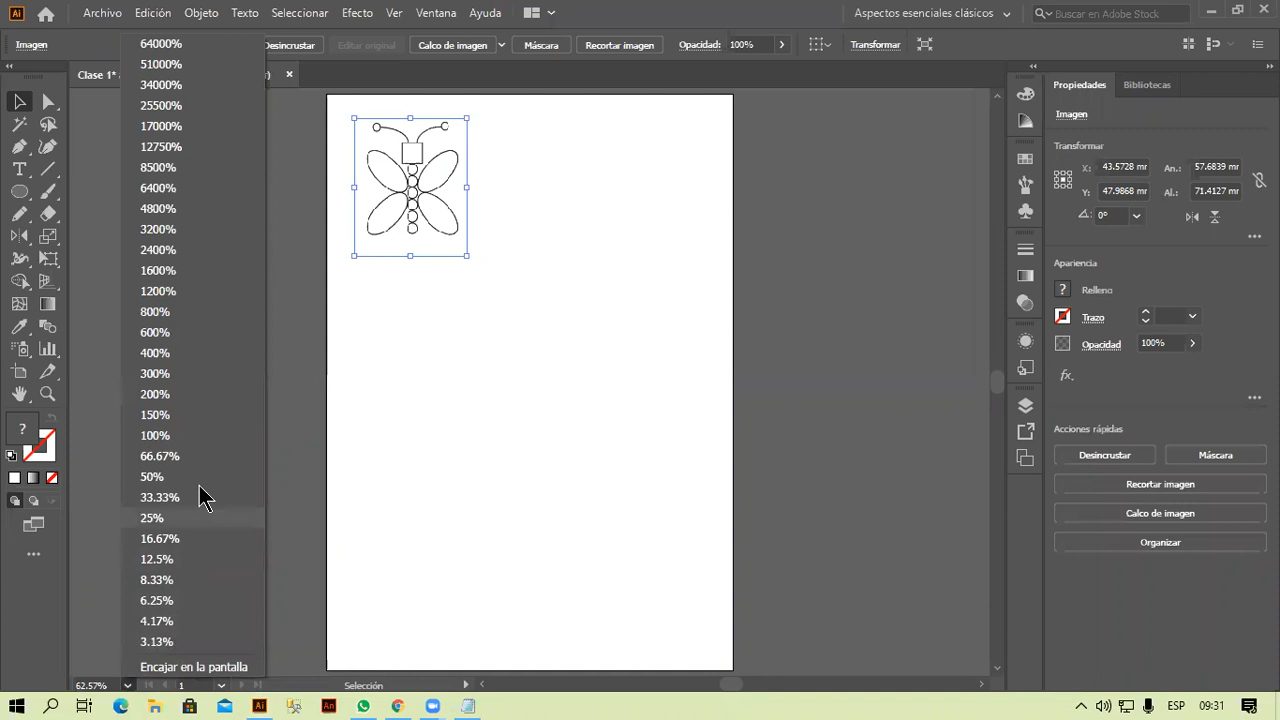 Ai
Archivo Edición Objeto Texto Seleccionar Efecto Ver Ventana Ayuda
Aspectos esenciales clásicos
Buscar en Adobe Stock
Imagen
Desincrustar
Editar original
Calco de imagen
Máscara
Recortar imagen
Opacidad: 100%
Transformar
Clase 1*
64000%
51000%
34000%
25500%
17000%
12750%
8500%
6400%
4800%
3200%
2400%
1600%
1200%
800%
600%
400%
300%
200%
150%
100%
66.67%
50%
33.33%
25%
16.67%
12.5%
8.33%
6.25%
4.17%
3.13%
Encajar en la pantalla
62.57%
1
Selección
Propiedades Bibliotecas
Imagen
Transformar
X: 43.5728 mr An.: 57.6839 mr
Y: 47.9868 mr Al.: 71.4127 mr
0°
Apariencia
? Relleno
Trazo
Opacidad 100%
fx.
Acciones rápidas
Desincrustar Máscara
Recortar imagen
Calco de imagen
Organizar
?
Ai An ESP 09:31